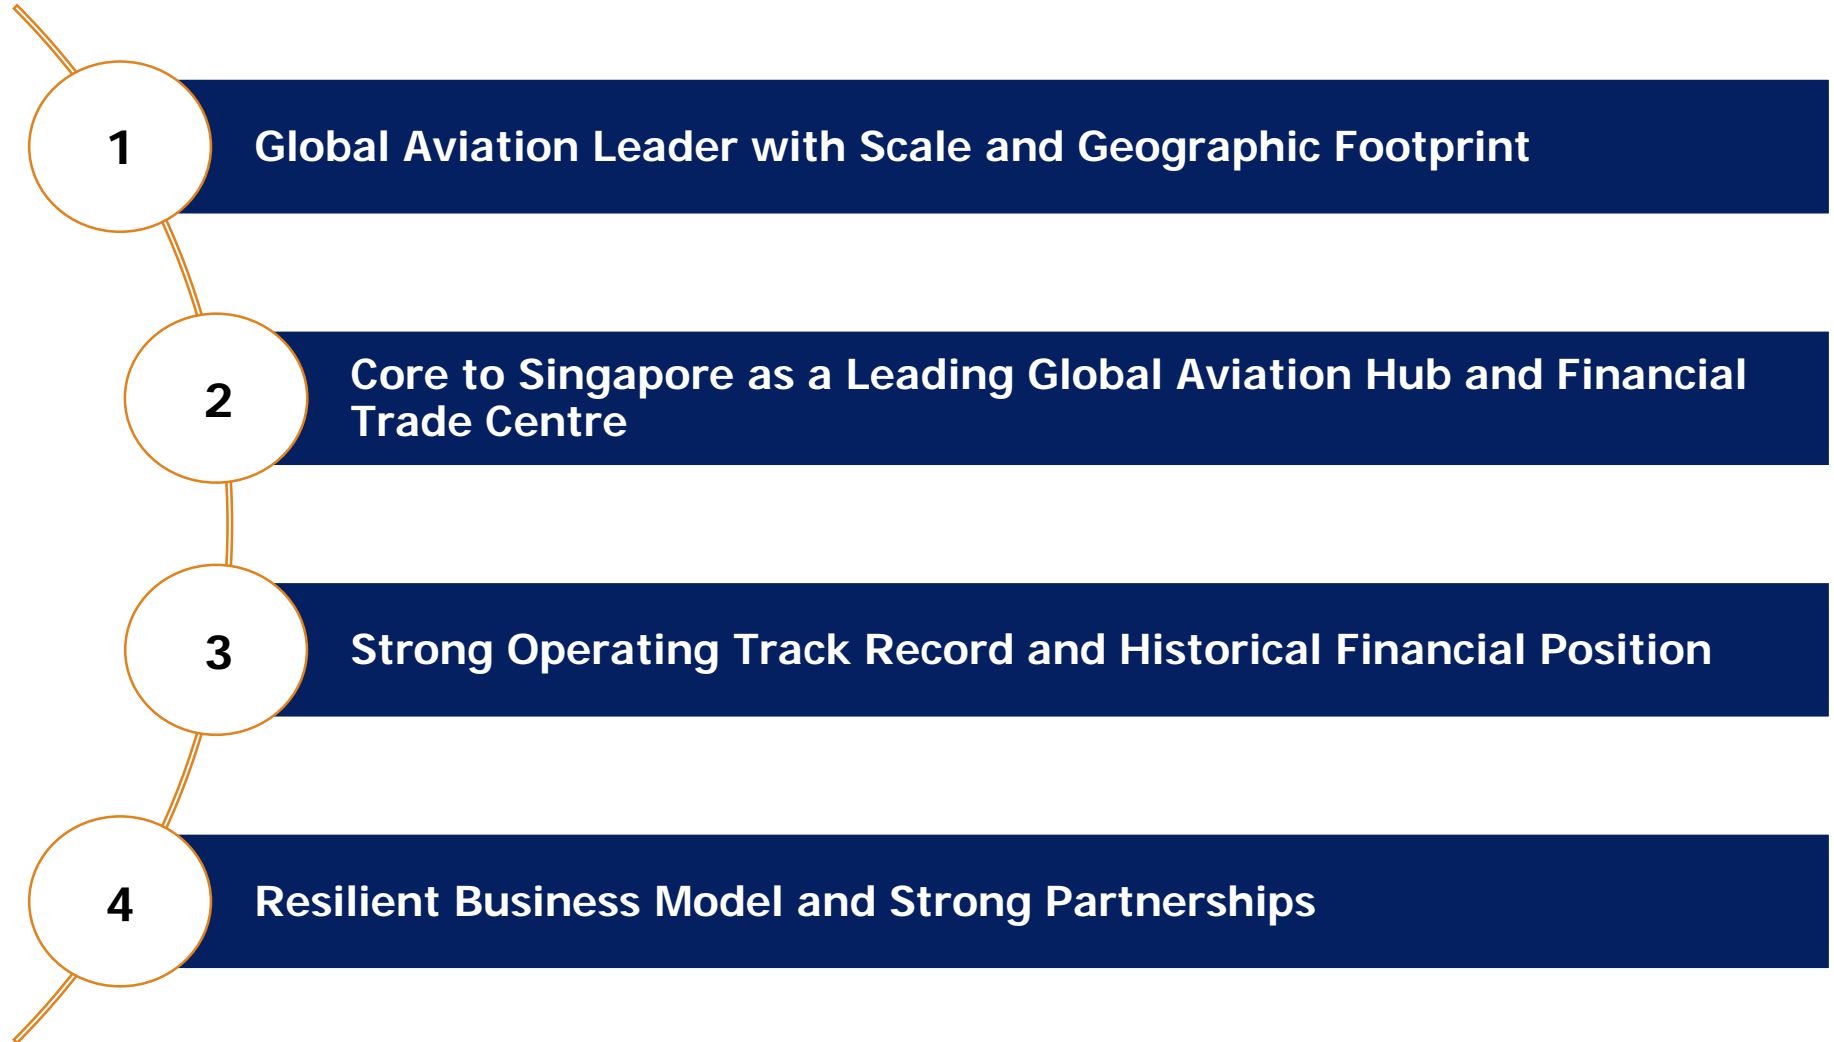 1
Global Aviation Leader with Scale and Geographic Footprint
2
Core to Singapore as a Leading Global Aviation Hub and Financial
Trade Centre
3
Strong Operating Track Record and Historical Financial Position
4
Resilient Business Model and Strong Partnerships